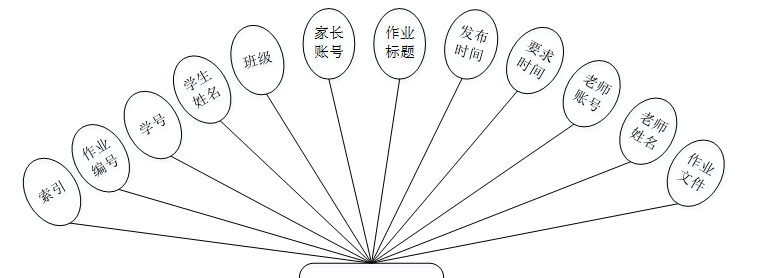 索引
作业
编号
学号
学生
姓名
班级
家长
账号
作业
标题
发布
时间
要求
时间
老师
账号
老师
姓名
作业
文件